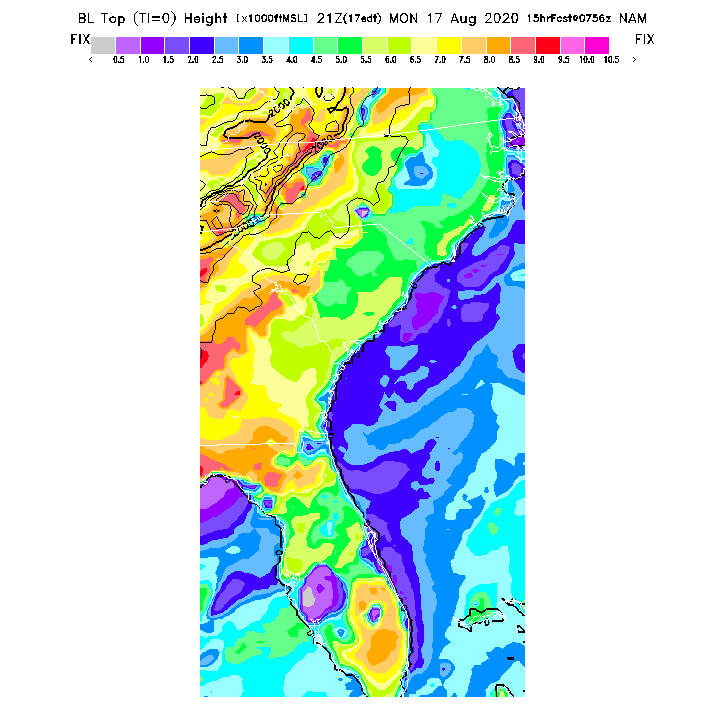 BL Top (TI=0) Height [x1000ftMSL] 21Z(17edt) MON 17 Aug 2020 15hrFcst@0756z NAM
FIX FIX
< 0.5 1.0 1.5 2.0 2.5 3.0 3.5 4.0 4.5 5.0 5.5 6.0 6.5 7.0 7.5 8.0 8.5 9.0 9.5 10.0 10.5 >
2000
2000